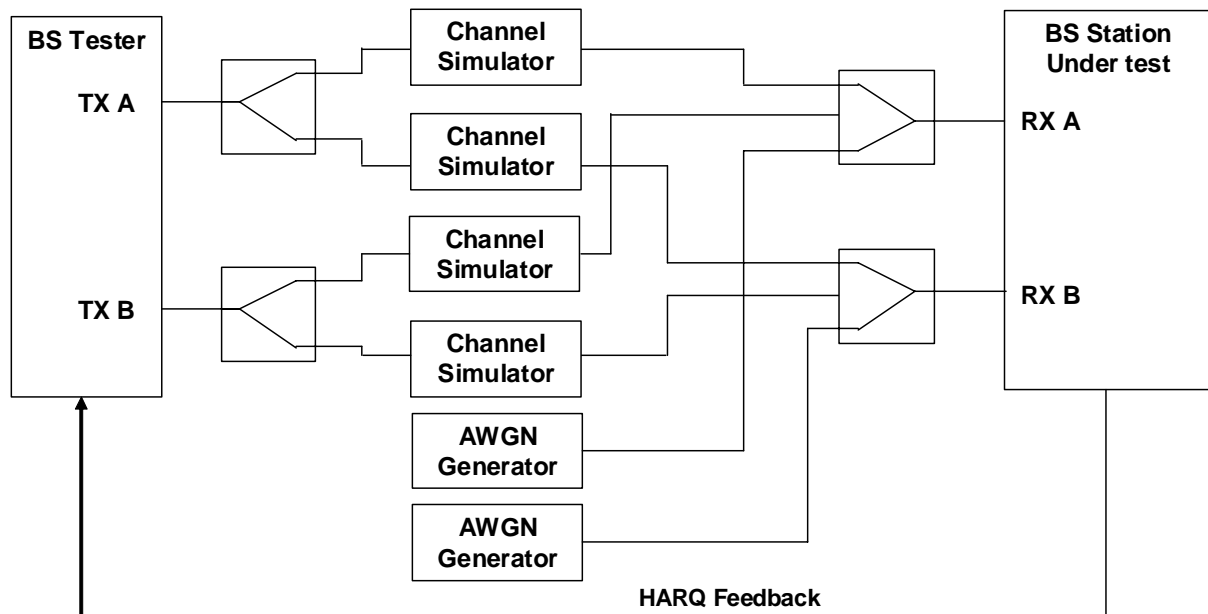 BS Tester
TX A
TX B
Channel
Simulator
Channel
Simulator
Channel
Simulator
Channel
Simulator
AWGN
Generator
AWGN
Generator
BS Station
Under test
RX A
RX B
HARQ Feedback